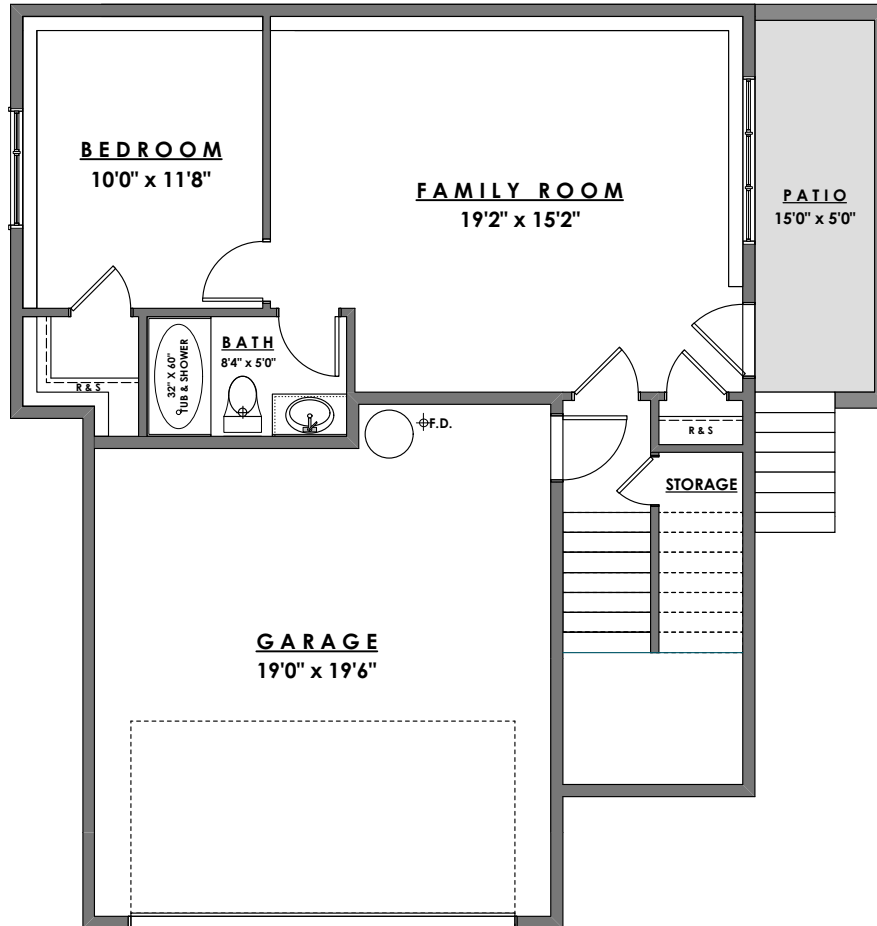 BEDROOM
10'0" x 11'8"
FAMILY ROOM
19'2" x 15'2"
PATIO
15'0" x 5'0"
BATH
8'4" x 5'0"
32" X 60"
TUB & SHOWER
R & S
F.D.
R & S
STORAGE
GARAGE
19'0" x 19'6"